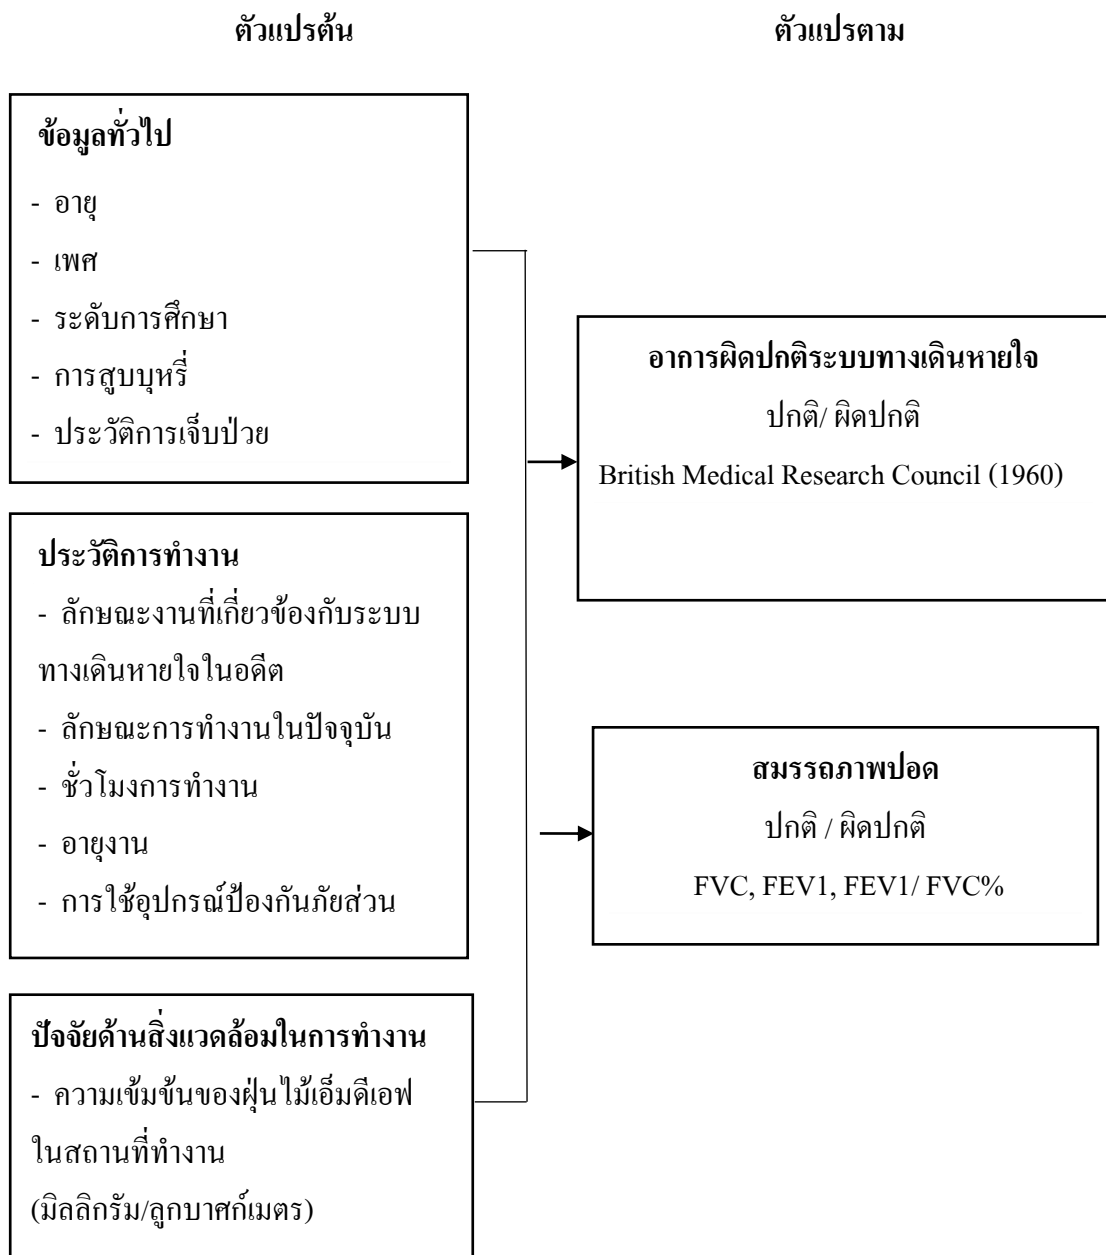 ตัวแปรต้น
ตัวแปรตาม
ข้อมูลทั่วไป
- อายุ
- เพศ
- ระดับการศึกษา
- การสูบบุหรี่
- ประวัติการเจ็บป่วย
ประวัติการทำงาน
- ลักษณะงานที่เกี่ยวข้องกับระบบ
ทางเดินหายใจในอดีต
- ลักษณะการทำงานในปัจจุบัน
- ชั่วโมงการทำงาน
- อายุงาน
- การใช้อุปกรณ์ป้องกันภัยส่วน
ปัจจัยด้านสิ่งแวดล้อมในการทำงาน
- ความเข้มข้นของฝุ่นไม้เอ็มดีเอฟ
ในสถานที่ทำงาน
(มิลลิกรัม/ลูกบาศก์เมตร)
อาการผิดปกติระบบทางเดินหายใจ
ปกติ/ ผิดปกติ
British Medical Research Council (1960)
สมรรถภาพปอด
ปกติ / ผิดปกติ
FVC, FEV1, FEV1/ FVC%